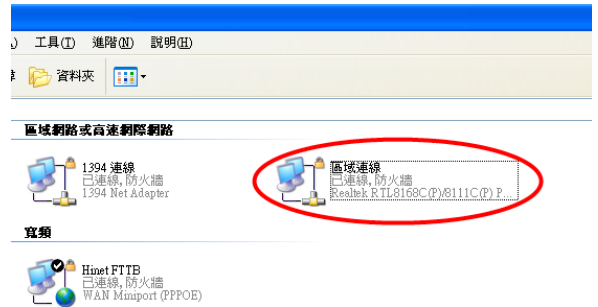 工具(T) 進階(N) 說明(H)
資料夾
區域網路或高速網際網路
1394 連線
已連線, 防火牆
1394 Net Adapter
區域連線
已連線, 防火牆
Realtek RTL8168C(P)/8111C(P) P...
寬頻
Hinet FTTB
已連線, 防火牆
WAN Miniport (PPPOE)